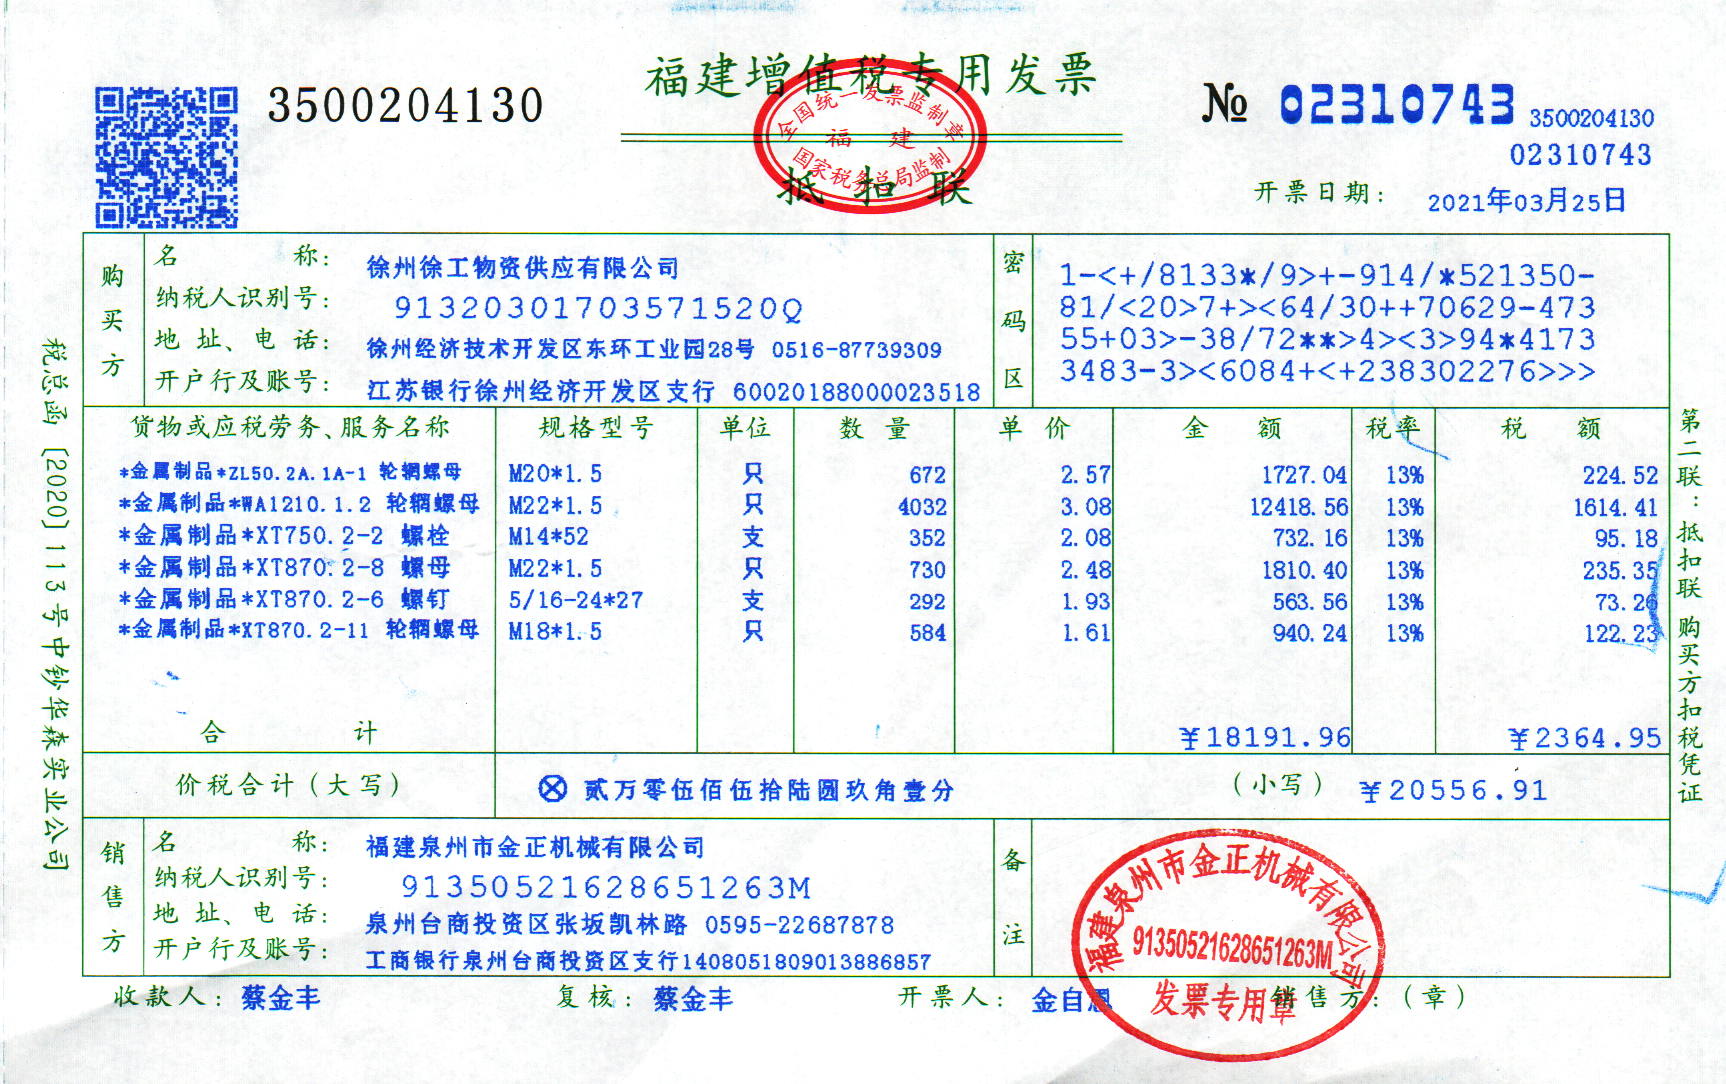 福建增值税专用发票
3500204130
№ 02310743
3500204130
02310743
全国统一发票监制章
福 建
国家税务总局监制
抵 扣 联
开票日期： 2021年03月25日
购买方
名 称： 徐州徐工物资供应有限公司
纳税人识别号： 91320301703571520Q
地 址、电 话： 徐州经济技术开发区东环工业园28号 0516-87739309
开户行及账号： 江苏银行徐州经济开发区支行 60020188000023518
密码区
1-<+/8133*/9>+-914/*521350-
81/<20>7+><64/30++70629-473
55+03>-38/72**>4><3>94*4173
3483-3><6084+<+238302276>>>
货物或应税劳务、服务名称 规格型号 单位 数 量 单 价 金 额 税率 税 额
*金属制品*ZL50.2A.1A-1 轮辋螺母 M20*1.5 只 672 2.57 1727.04 13% 224.52
*金属制品*WA1210.1.2 轮辋螺母 M22*1.5 只 4032 3.08 12418.56 13% 1614.41
*金属制品*XT750.2-2 螺栓 M14*52 支 352 2.08 732.16 13% 95.18
*金属制品*XT870.2-8 螺母 M22*1.5 只 730 2.48 1810.40 13% 235.35
*金属制品*XT870.2-6 螺钉 5/16-24*27 支 292 1.93 563.56 13% 73.26
*金属制品*XT870.2-11 轮辋螺母 M18*1.5 只 584 1.61 940.24 13% 122.23
合 计 ¥18191.96 ¥2364.95
价税合计（大写） ⊗ 贰万零伍佰伍拾陆圆玖角壹分 （小写） ¥20556.91
销售方
名 称： 福建泉州市金正机械有限公司
纳税人识别号： 91350521628651263M
地 址、电 话： 泉州台商投资区张坂凯林路 0595-22687878
开户行及账号： 工商银行泉州台商投资区支行1408051809013886857
备注
福建泉州市金正机械有限公司
91350521628651263M
发票专用章
收款人： 蔡金丰 复核： 蔡金丰 开票人： 金自恩 销售方：（章）
税总函〔2020〕113号中钞华森实业公司
第二联：抵扣联 购买方扣税凭证